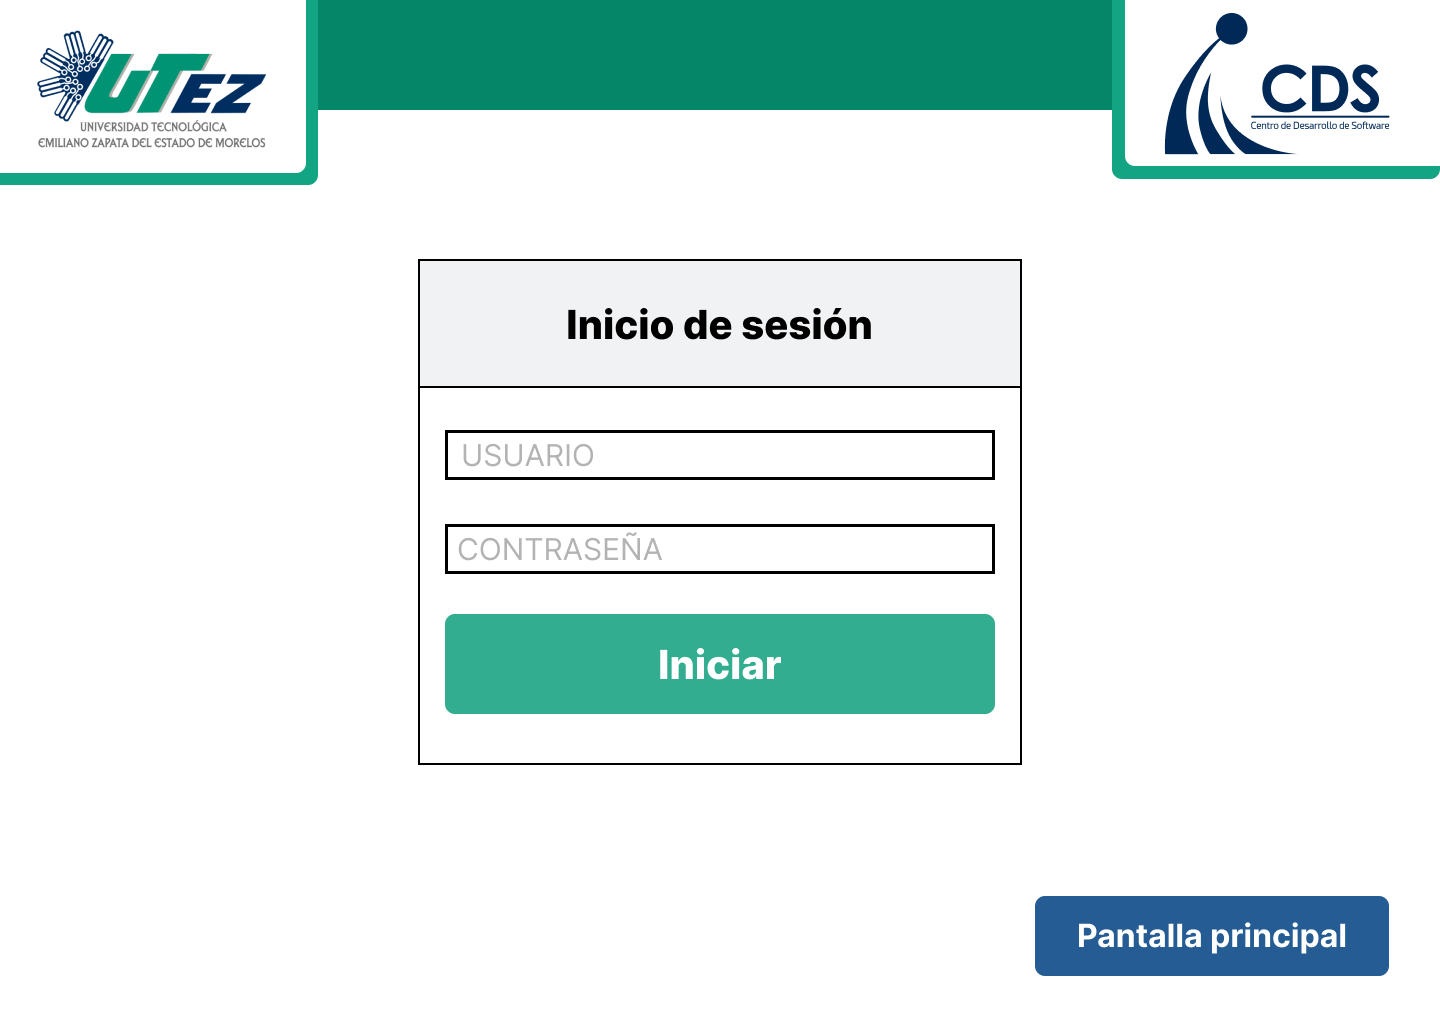 UTEZ
UNIVERSIDAD TECNOLÓGICA
EMILIANO ZAPATA DEL ESTADO DE MORELOS
CDS
Centro de Desarrollo de Software
Inicio de sesión
USUARIO
CONTRASEÑA
Iniciar
Pantalla principal